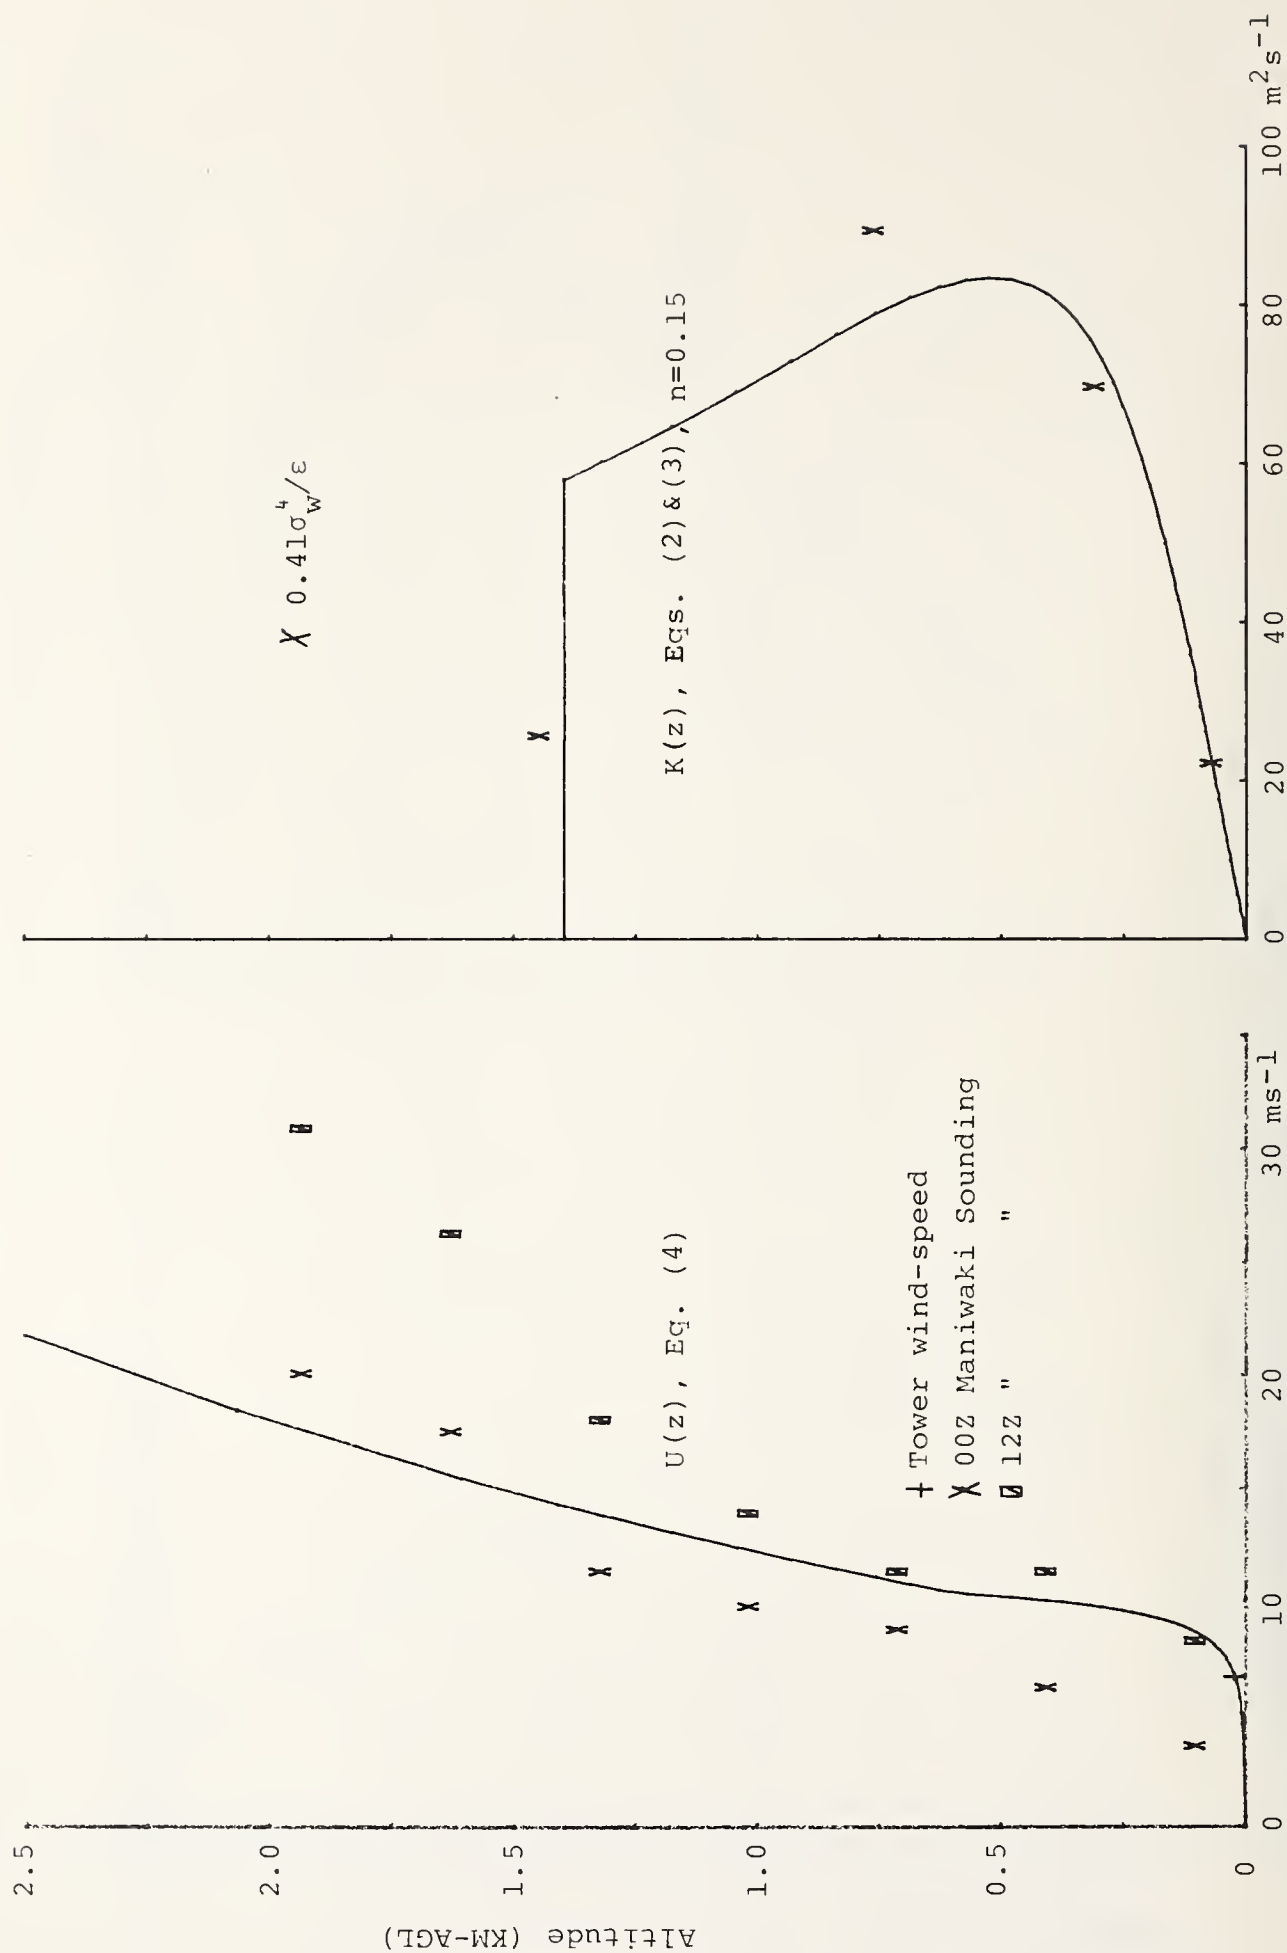 Altitude (KM-AGL)
2.5
2.0
1.5
1.0
0.5
0
U(z), Eq. (4)
+ Tower wind-speed
X 00Z Maniwaki Sounding
12Z " "
0 10 20 30 ms-1
X 0.41σ_w^4/ε
K(z), Eqs. (2)&(3), n=0.15
0 20 40 60 80 100 m²s-1